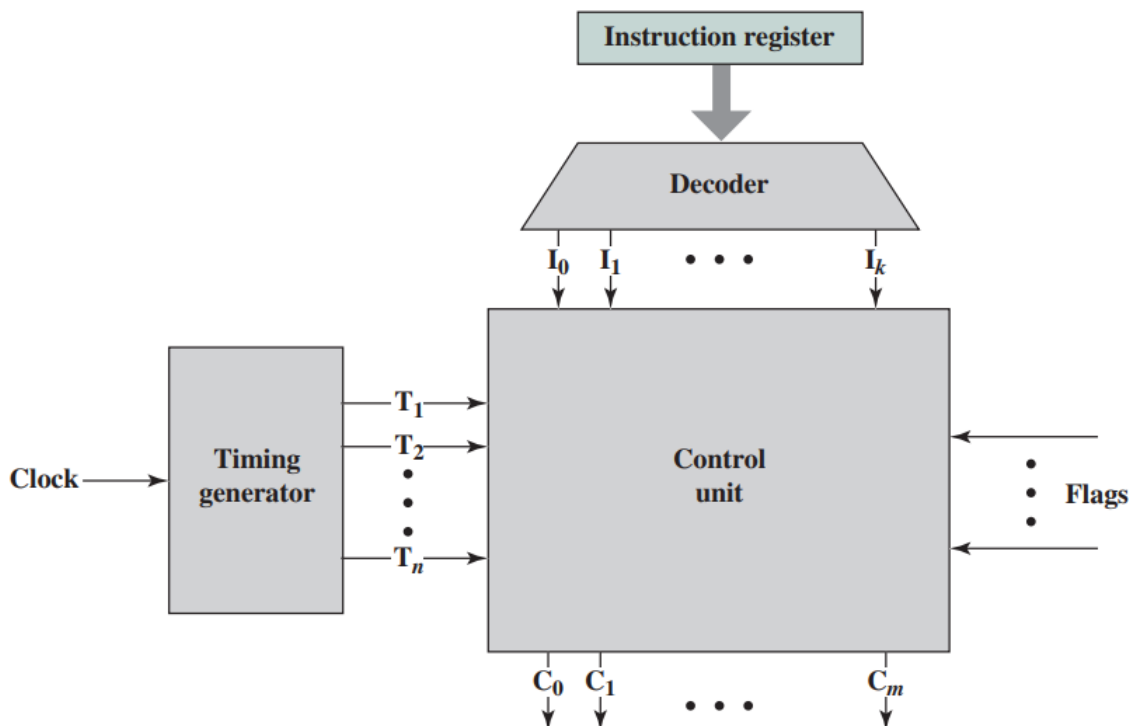 Instruction register
Decoder
I0 I1 Ik
T1
T2
Tn
Clock
Timing
generator
Control
unit
Flags
C0 C1 Cm